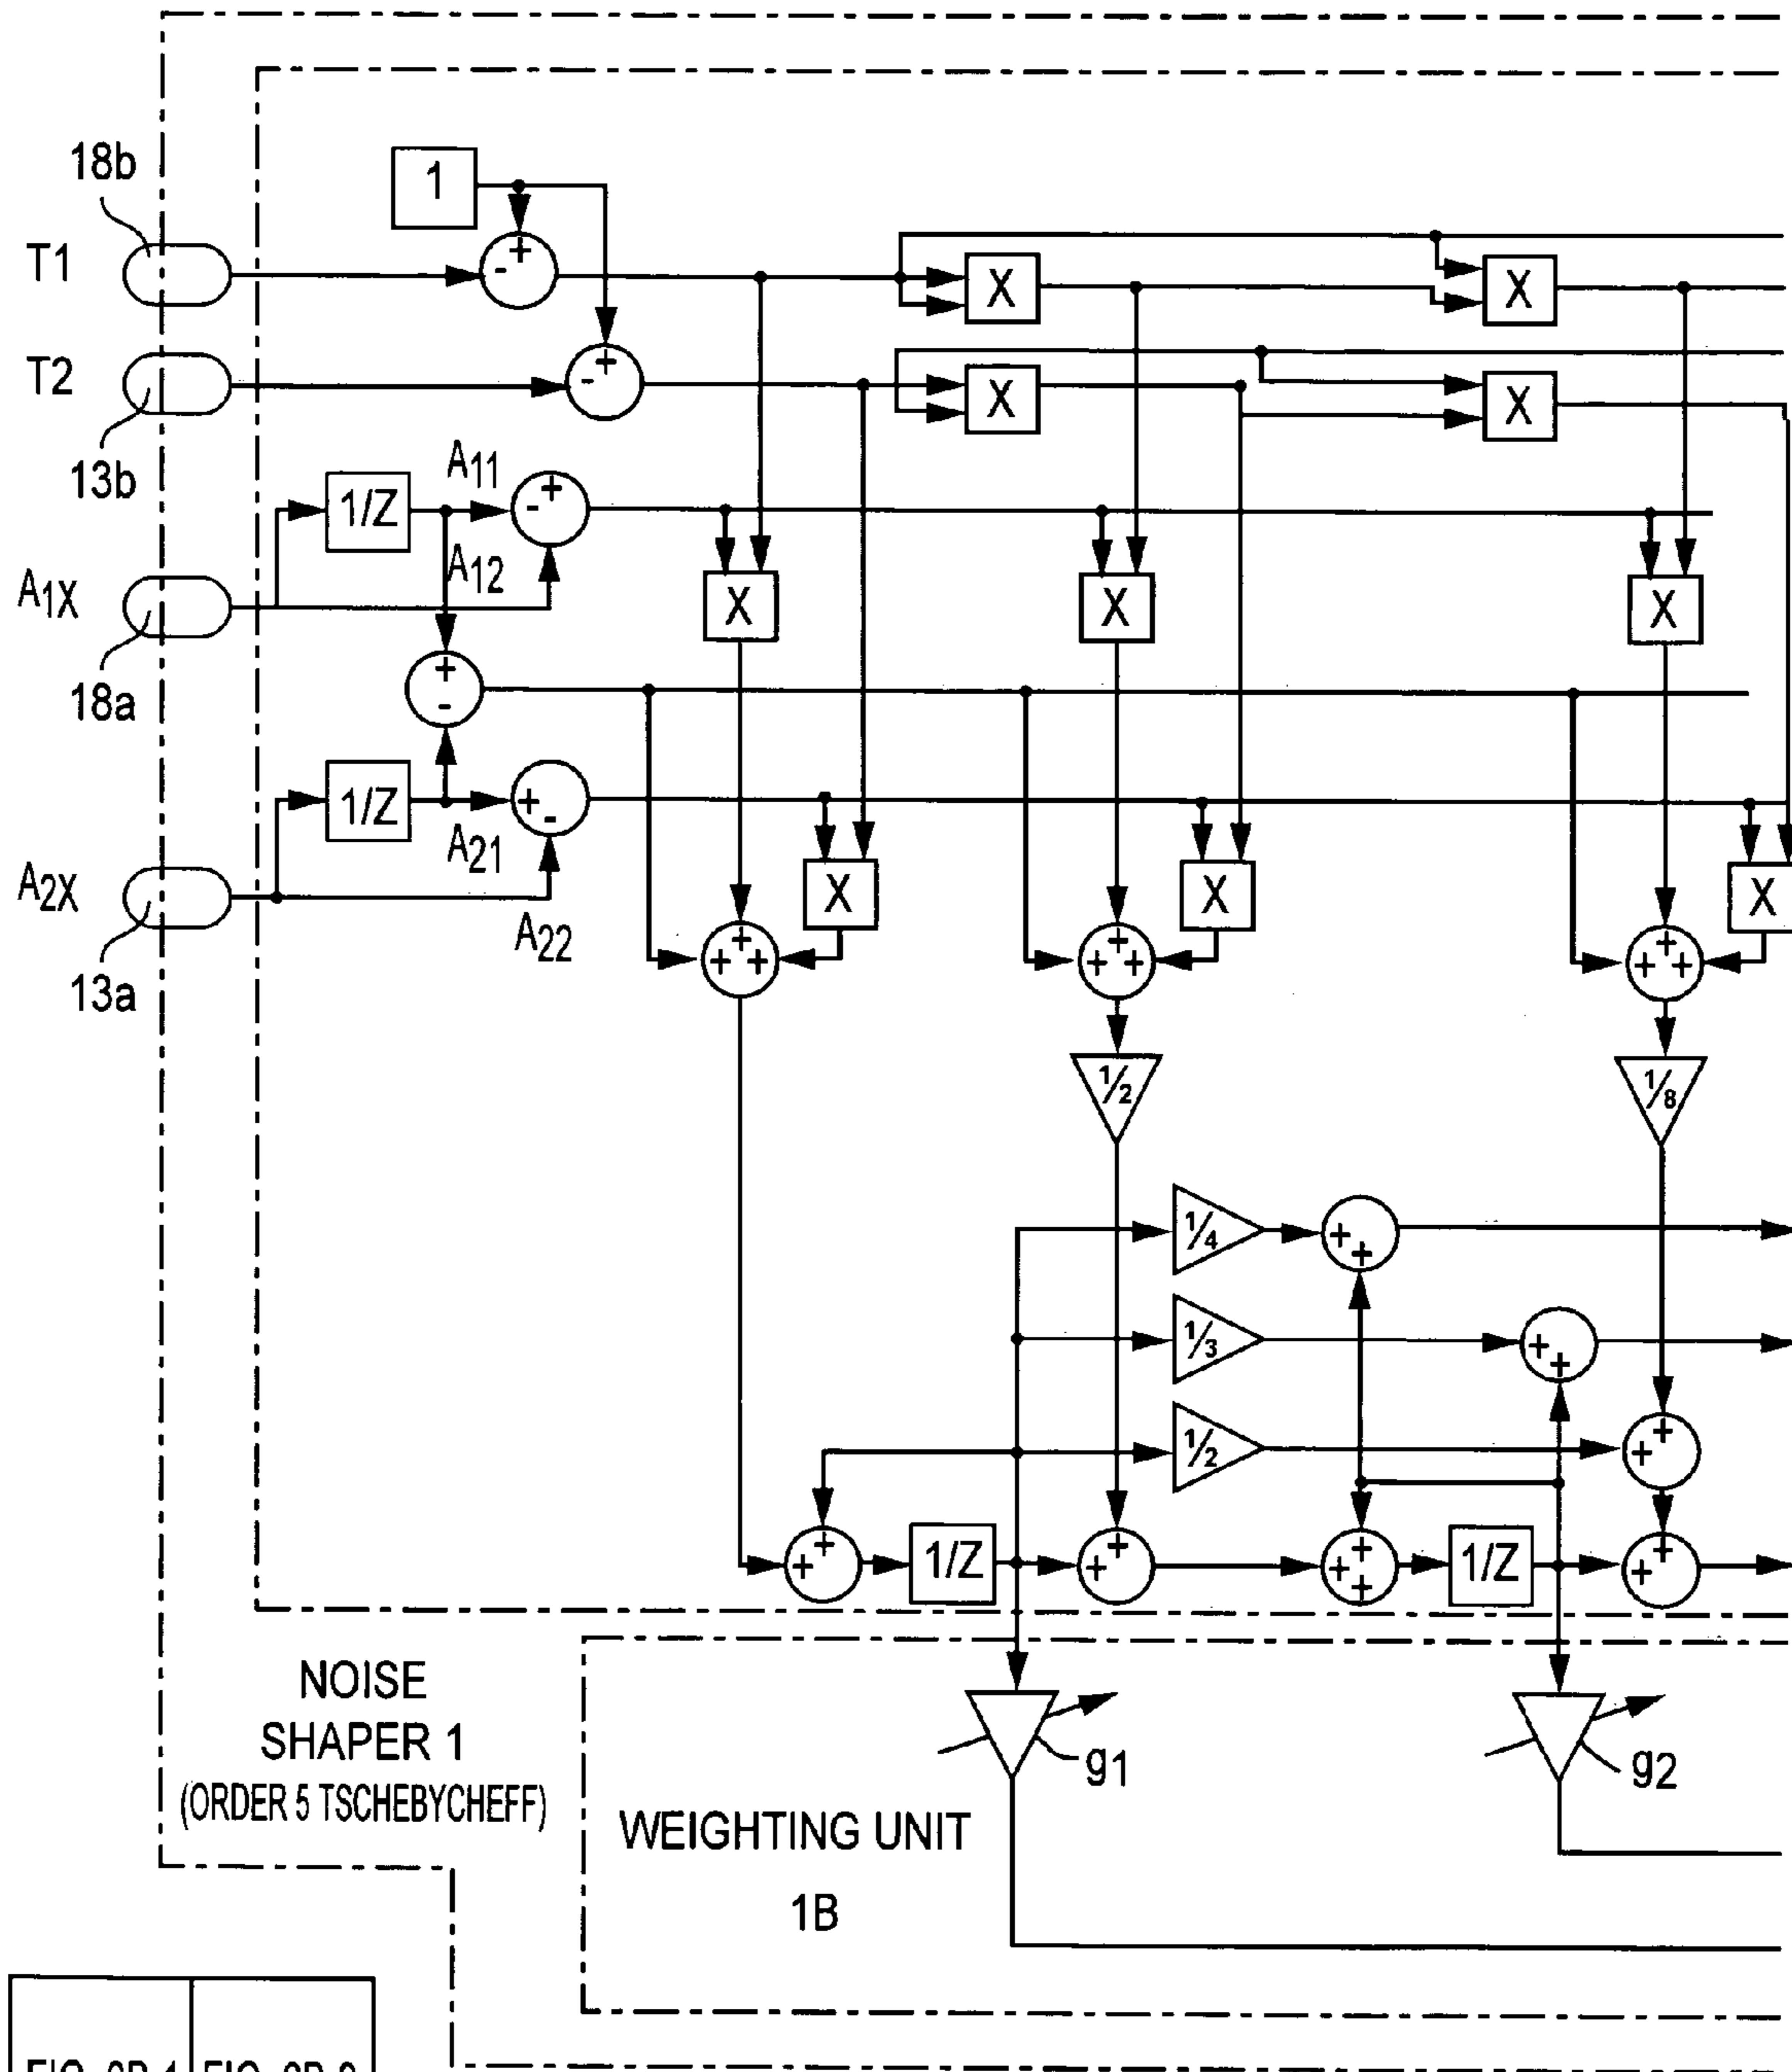 18b
1
T1
-
+
X
X
T2
-
+
X
X
13b
A11
1/Z
-
+
A12
A1X
X
X
X
18a
+
-
1/Z
+
-
A21
A2X
X
X
X
A22
+
+
+
+
+
+
+
+
+
13a
1/2
1/8
1/4
+
+
1/3
+
+
1/2
+
+
+
+
1/Z
+
+
+
+
+
1/Z
+
+
NOISE
SHAPER 1
(ORDER 5 TSCHEBYCHEFF)
g1
g2
WEIGHTING UNIT
1B